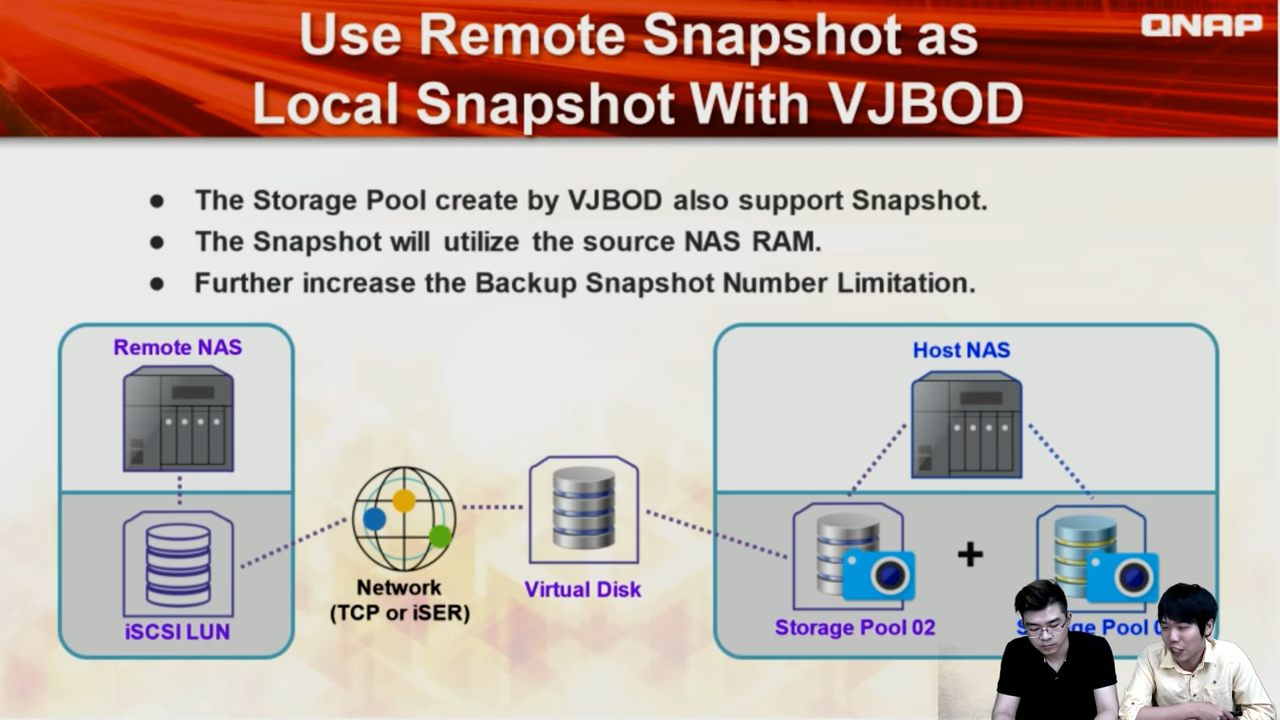 Use Remote Snapshot as
QNAP
Local Snapshot With VJBOD
● The Storage Pool create by VJBOD also support Snapshot.
● The Snapshot will utilize the source NAS RAM.
● Further increase the Backup Snapshot Number Limitation.
Remote NAS
Host NAS
iSCSI LUN
Network
(TCP or iSER)
Virtual Disk
Storage Pool 02
+
Pool